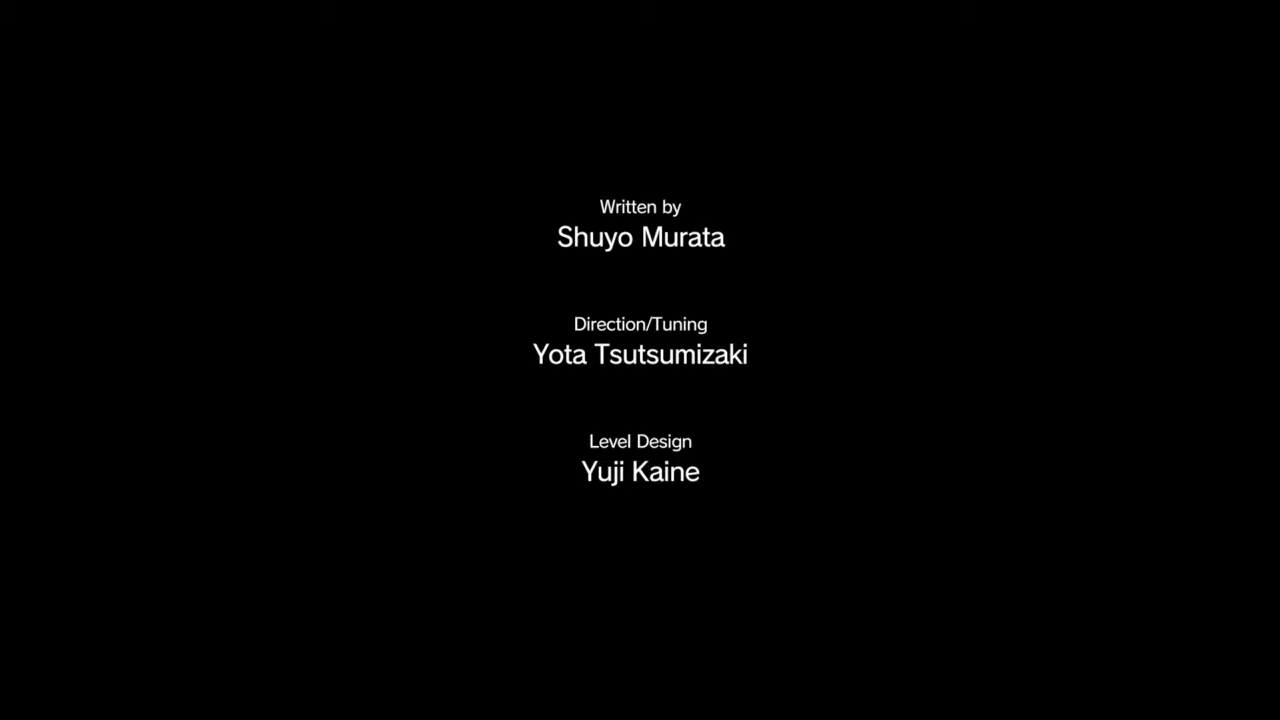 Written by
Shuyo Murata
Direction/Tuning
Yota Tsutsumizaki
Level Design
Yuji Kaine